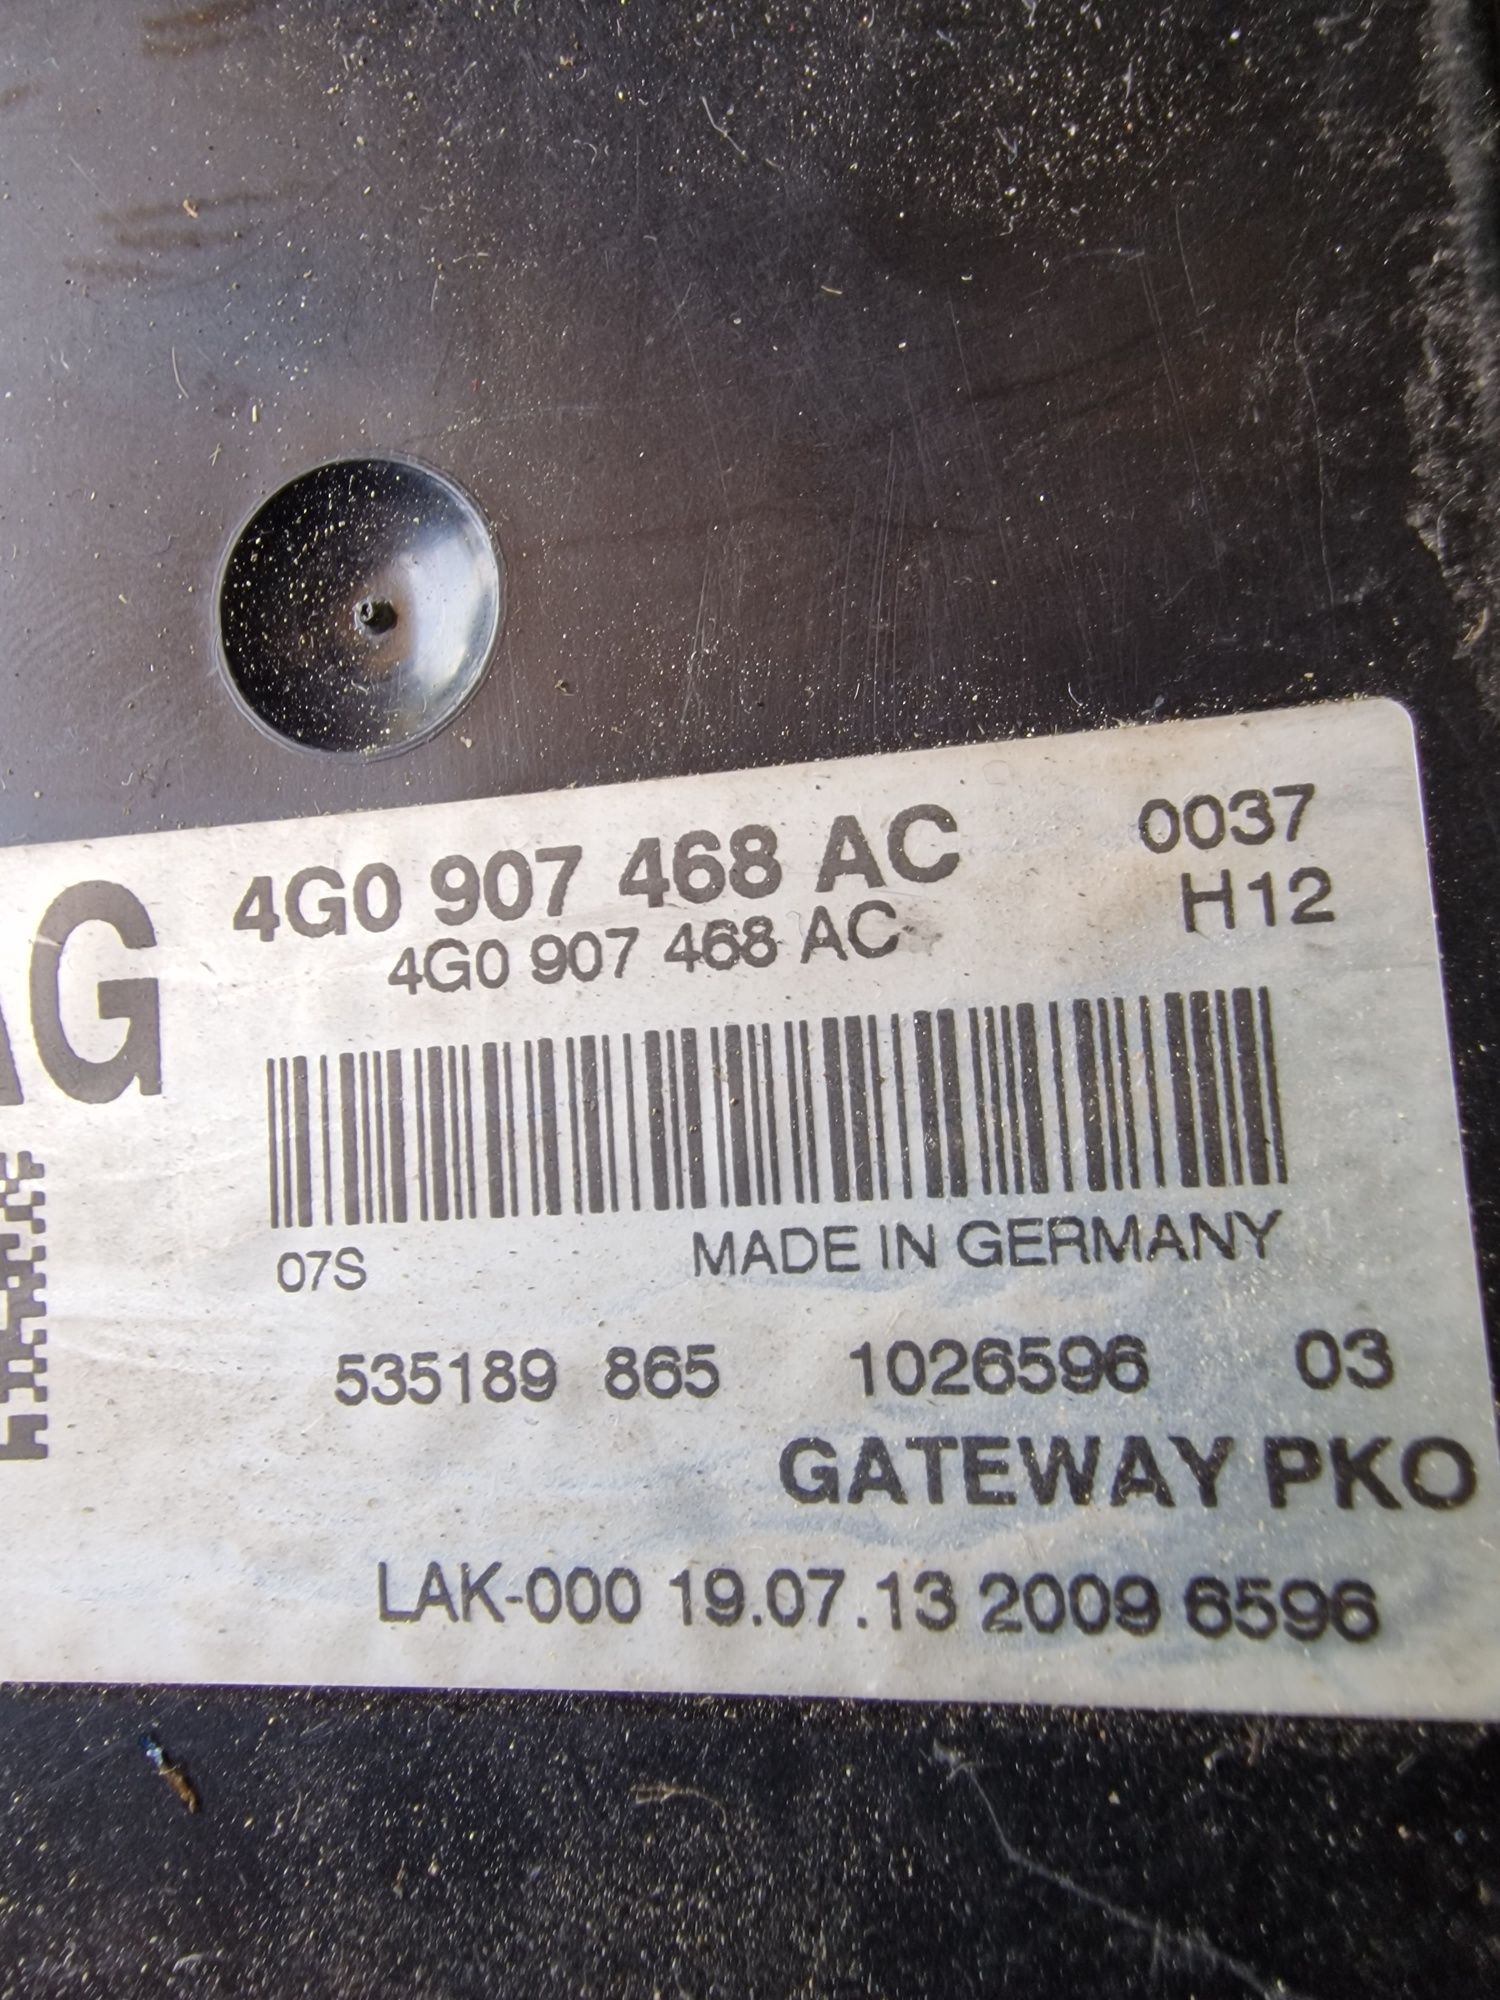 4G0 907 468 AC 0037
4G0 907 468 AC H12
AG
07S MADE IN GERMANY
535189 865 1026596 03
GATEWAY PKO
LAK-000 19.07.13 2009 6596